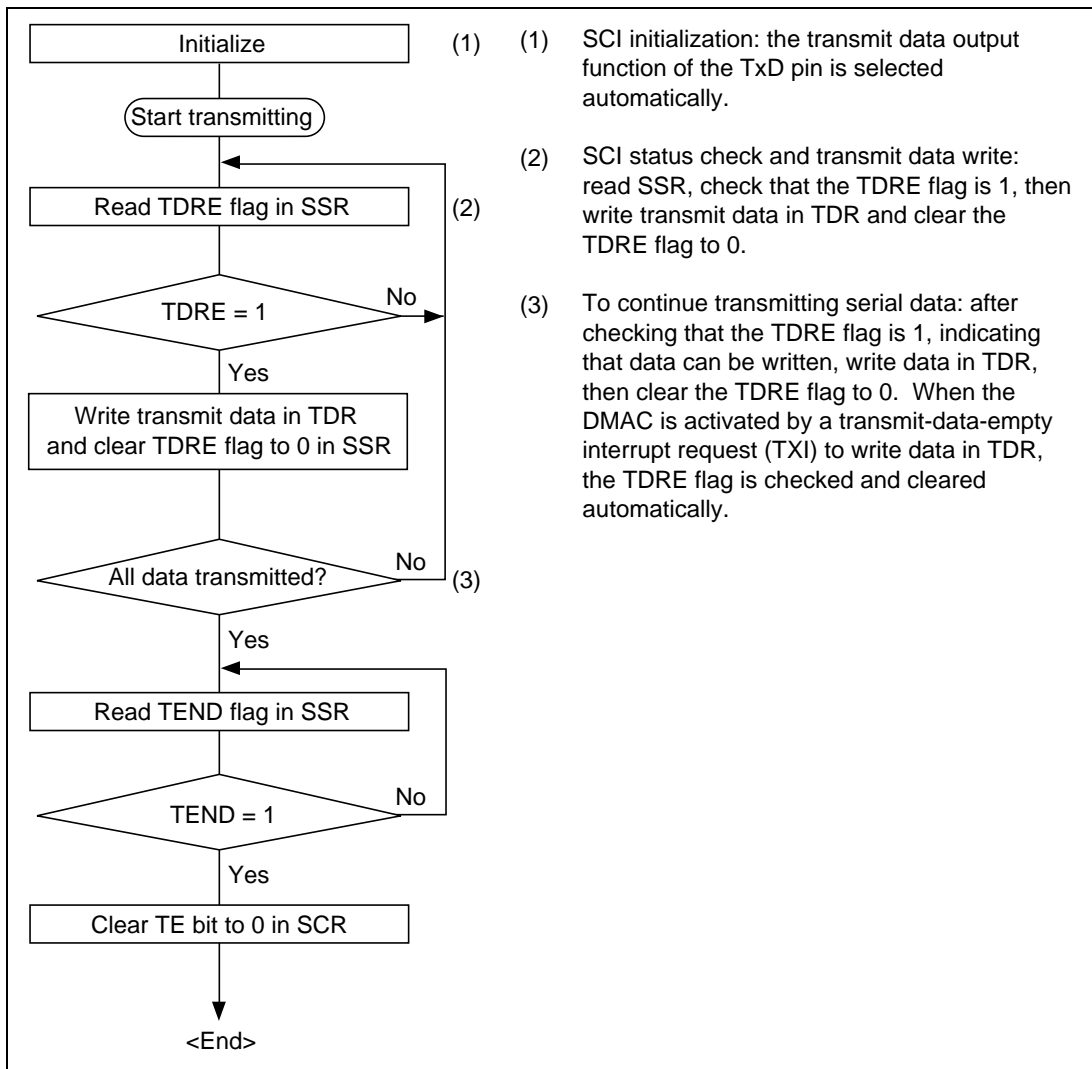 Initialize
(1)
Start transmitting
Read TDRE flag in SSR
(2)
TDRE = 1
No
Yes
Write transmit data in TDR
and clear TDRE flag to 0 in SSR
All data transmitted?
No
(3)
Yes
Read TEND flag in SSR
TEND = 1
No
Yes
Clear TE bit to 0 in SCR
<End>
(1) SCI initialization: the transmit data output
function of the TxD pin is selected
automatically.
(2) SCI status check and transmit data write:
read SSR, check that the TDRE flag is 1, then
write transmit data in TDR and clear the
TDRE flag to 0.
(3) To continue transmitting serial data: after
checking that the TDRE flag is 1, indicating
that data can be written, write data in TDR,
then clear the TDRE flag to 0. When the
DMAC is activated by a transmit-data-empty
interrupt request (TXI) to write data in TDR,
the TDRE flag is checked and cleared
automatically.